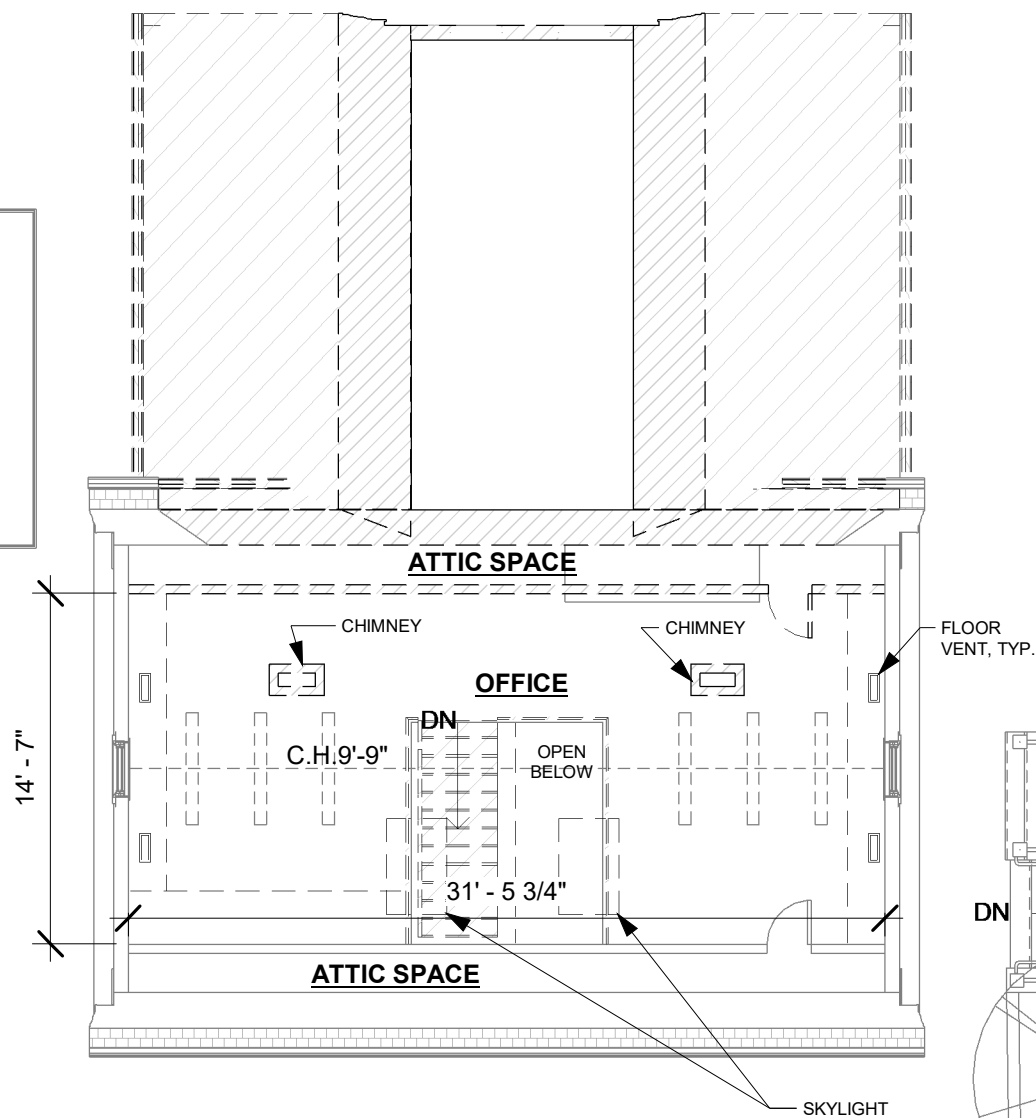 ATTIC SPACE
CHIMNEY
CHIMNEY
FLOOR
VENT, TYP.
OFFICE
DN
C.H.9'-9"
OPEN
BELOW
14' - 7"
31' - 5 3/4"
DN
ATTIC SPACE
SKYLIGHT